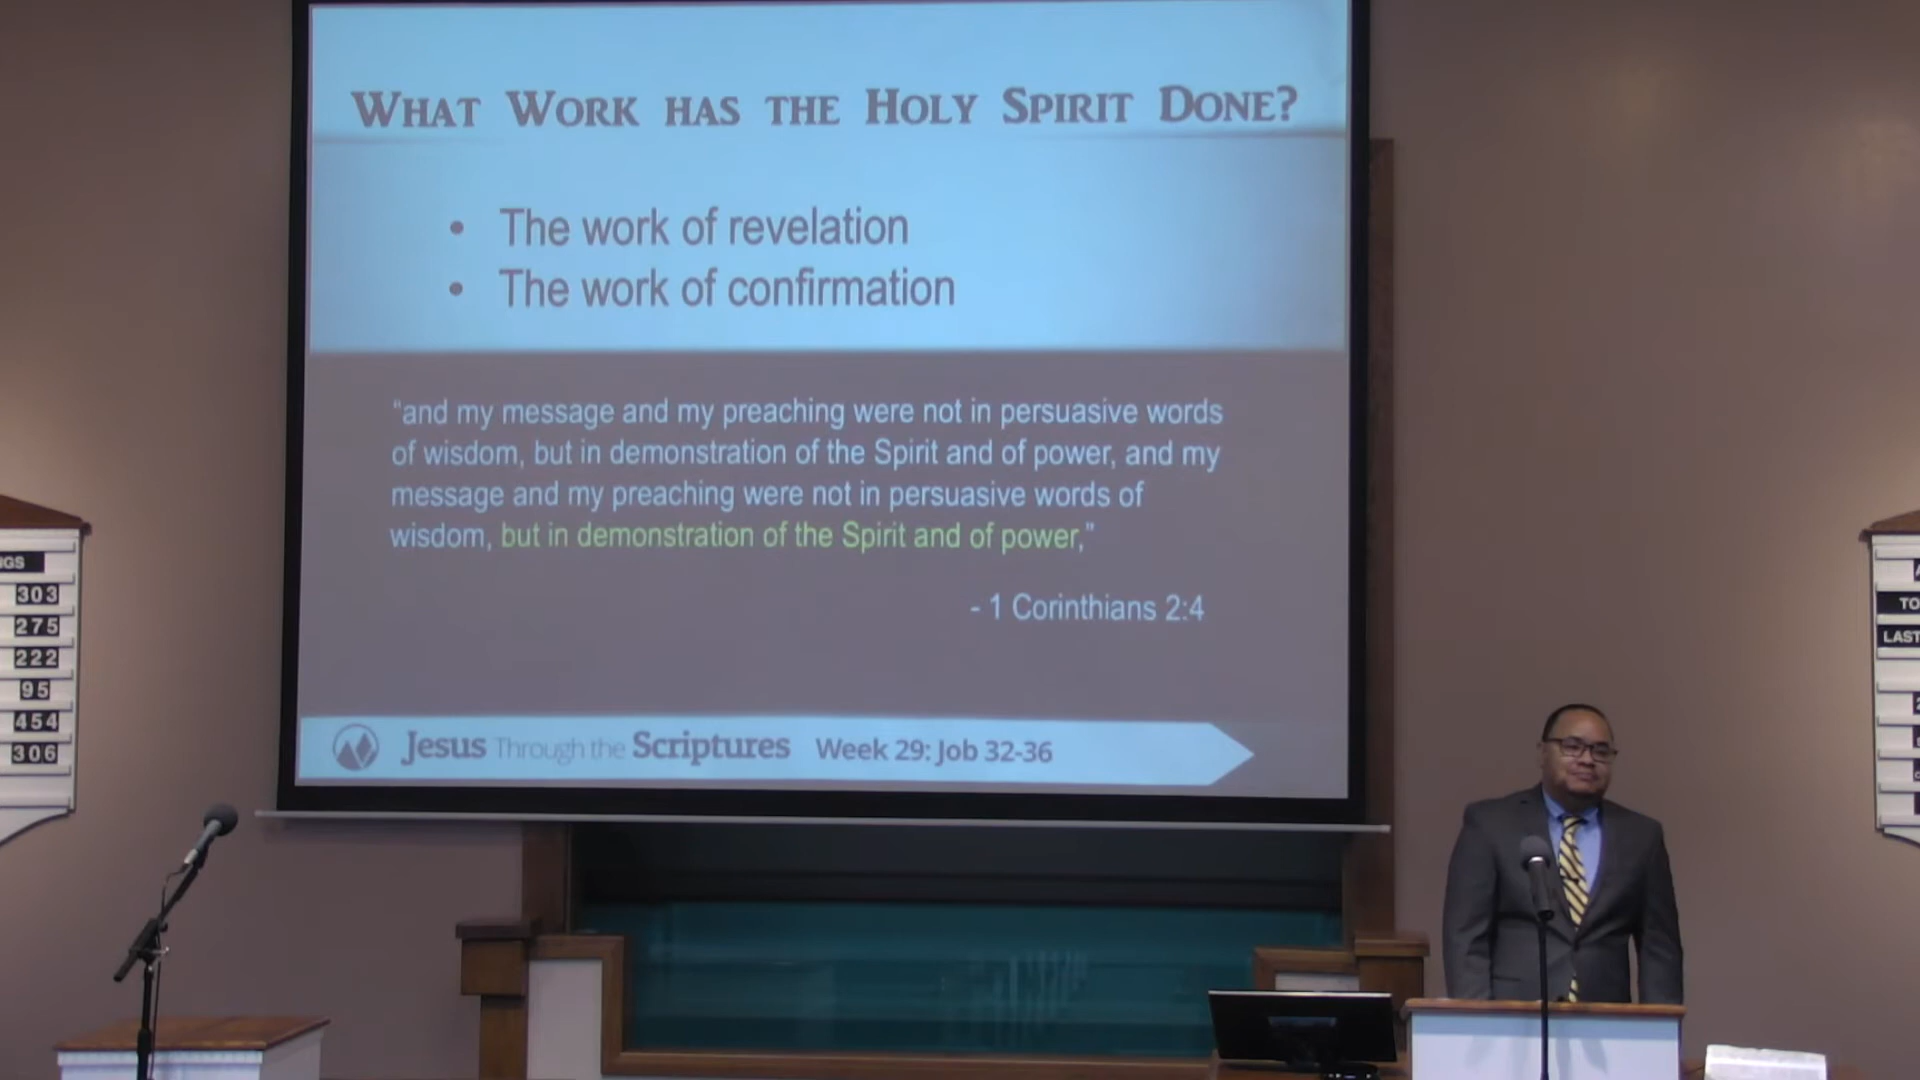 WHAT WORK HAS THE HOLY SPIRIT DONE?
• The work of revelation
• The work of confirmation
“and my message and my preaching were not in persuasive words
of wisdom, but in demonstration of the Spirit and of power, and my
message and my preaching were not in persuasive words of
wisdom, but in demonstration of the Spirit and of power,”
- 1 Corinthians 2:4
Jesus Through the Scriptures Week 29: Job 32-36
303
275
222
95
454
306
LAST